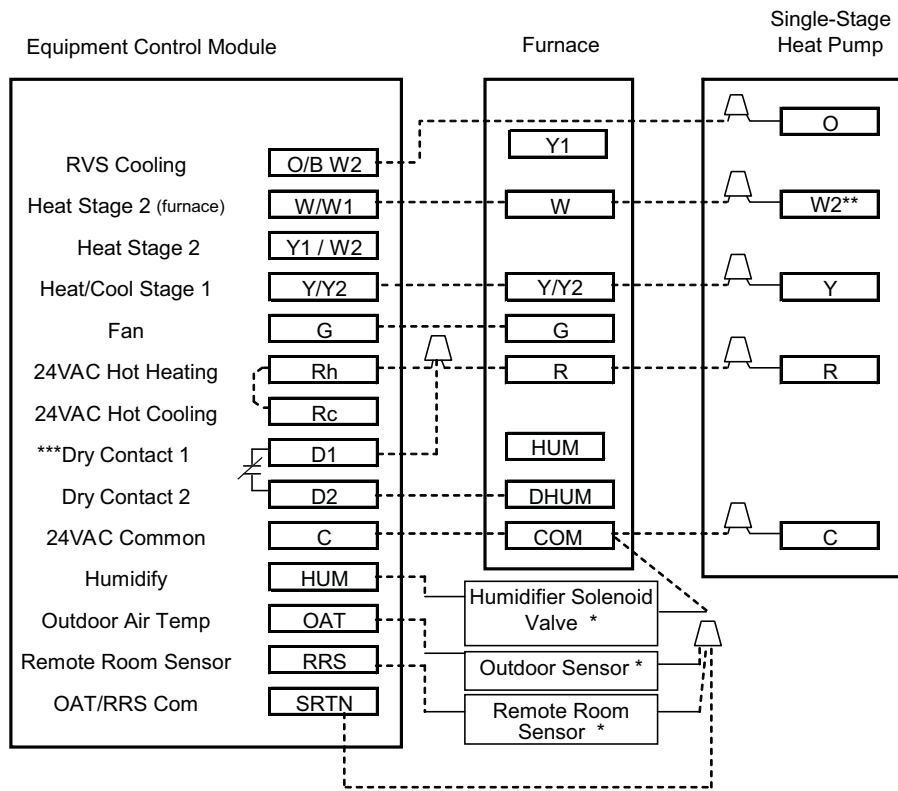 Equipment Control Module
Furnace
Single-Stage
Heat Pump
RVS Cooling
O/B W2
Y1
O
Heat Stage 2 (furnace)
W/W1
W
W2**
Heat Stage 2
Y1 / W2
Heat/Cool Stage 1
Y/Y2
Y/Y2
Y
Fan
G
G
24VAC Hot Heating
Rh
R
R
24VAC Hot Cooling
Rc
***Dry Contact 1
D1
HUM
Dry Contact 2
D2
DHUM
24VAC Common
C
COM
C
Humidify
HUM
Humidifier Solenoid
Valve *
Outdoor Air Temp
OAT
Outdoor Sensor *
Remote Room Sensor
RRS
Remote Room
Sensor *
OAT/RRS Com
SRTN